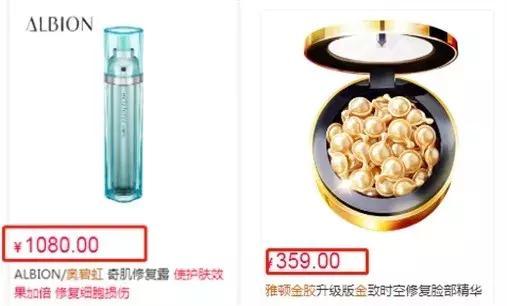 ALBION
¥1080.00
ALBION/奥碧虹 奇肌修复露 使护肤效
果加倍 修复细胞损伤
¥359.00
雅顿金胶升级版金致时空修复脸部精华